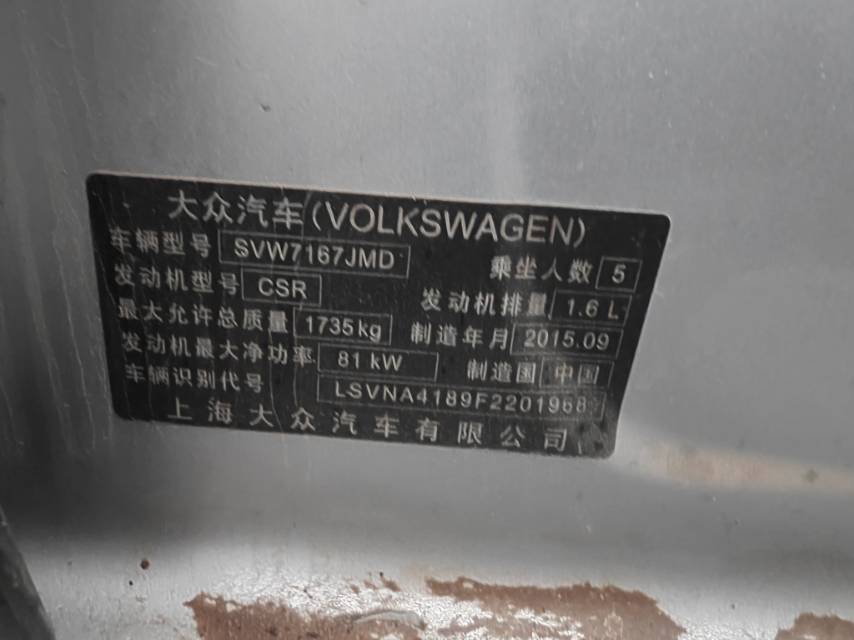 大众汽车(VOLKSWAGEN)
车辆型号 SVW7167JMD 乘坐人数 5
发动机型号 CSR 发动机排量 1.6 L
最大允许总质量 1735kg 制造年月 2015.09
发动机最大净功率 81 kW 制造国 中国
车辆识别代号
上海大众汽车有限公司